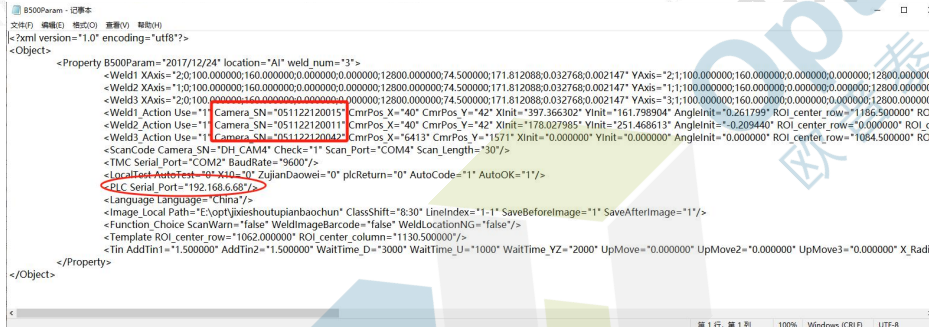 B500Param - 记事本
文件(F) 编辑(E) 格式(O) 查看(V) 帮助(H)
<?xml version="1.0" encoding="utf8"?>
<Object>
<Property B500Param="2017/12/24" location="AI" weld_num="3">
<Weld1 XAxis="2;0;100.000000;160.000000;0.000000;0.000000;12800.000000;74.500000;171.812088;0.032768;0.002147" YAxis="2;1;100.000000;160.000000;0.000000;0.000000;12800.000000
<Weld2 XAxis="1;0;100.000000;160.000000;0.000000;0.000000;12800.000000;74.500000;171.812088;0.032768;0.002147" YAxis="1;1;100.000000;160.000000;0.000000;0.000000;12800.000000
<Weld3 XAxis="2;0;100.000000;160.000000;0.000000;0.000000;12800.000000;74.500000;171.812088;0.032768;0.002147" YAxis="3;1;100.000000;160.000000;0.000000;0.000000;12800.000000
<Weld1_Action Use="1" Camera_SN="051122120015" CmrPos_X="40" CmrPos_Y="42" XInit="397.366302" YInit="161.798904" AngleInit="0.261799" ROI_center_row="1186.500000" RO
<Weld2_Action Use="1" Camera_SN="051122120011" CmrPos_X="40" CmrPos_Y="42" XInit="178.027985" YInit="251.468613" AngleInit="-0.209440" ROI_center_row="0.000000" ROI_c
<Weld3_Action Use="1" Camera_SN="051122120042" CmrPos_X="6413" CmrPos_Y="1571" XInit="0.000000" YInit="0.000000" AngleInit="0.000000" ROI_center_row="1084.500000" RO
<ScanCode Camera_SN="DH_CAM4" Check="1" Scan_Port="COM4" Scan_Length="30"/>
<TMC Serial_Port="COM2" BaudRate="9600"/>
<LocalTest AutoTest="0" X10="0" ZujianDaowei="0" plcReturn="0" AutoCode="1" AutoOK="1"/>
<PLC Serial_Port="192.168.6.68"/>
<Language Language="China"/>
<Image_Local Path="E:\opt\jixieshoutupianbaochun" ClassShift="8:30" LineIndex="1-1" SaveBeforeImage="1" SaveAfterImage="1"/>
<Function_Choice ScanWarn="false" WeldImageBarcode="false" WeldLocationNG="false"/>
<Template ROI_center_row="1062.000000" ROI_center_column="1130.500000"/>
<Tin AddTin1="1.500000" AddTin2="1.500000" WaitTime_D="3000" WaitTime_U="1000" WaitTime_YZ="2000" UpMove="0.000000" UpMove2="0.000000" UpMove3="0.000000" X_Radi
</Property>
</Object>
第 1 行，第 1 列 100% Windows (CRLF) UTF-8